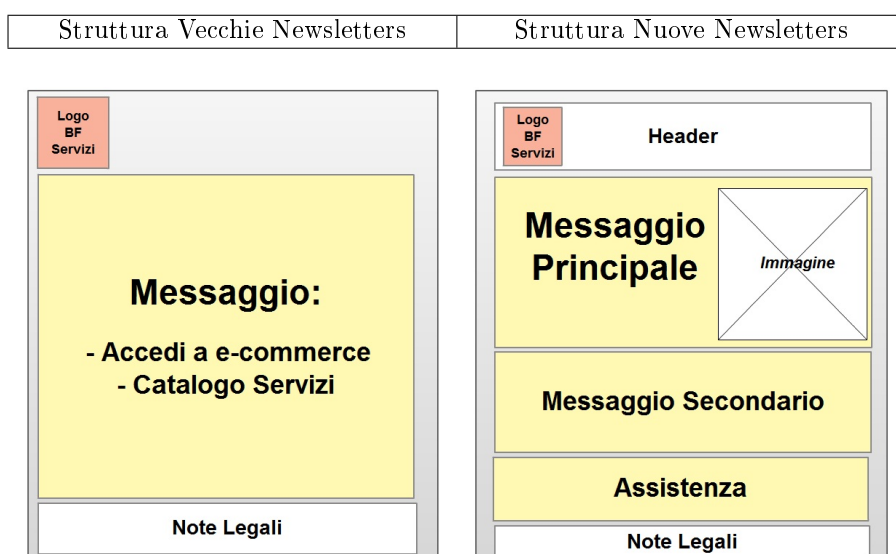 Struttura Vecchie Newsletters
Struttura Nuove Newsletters
Logo
BF
Servizi
Messaggio:
- Accedi a e-commerce
- Catalogo Servizi
Note Legali
Logo
BF
Servizi
Header
Messaggio
Principale
Immagine
Messaggio Secondario
Assistenza
Note Legali